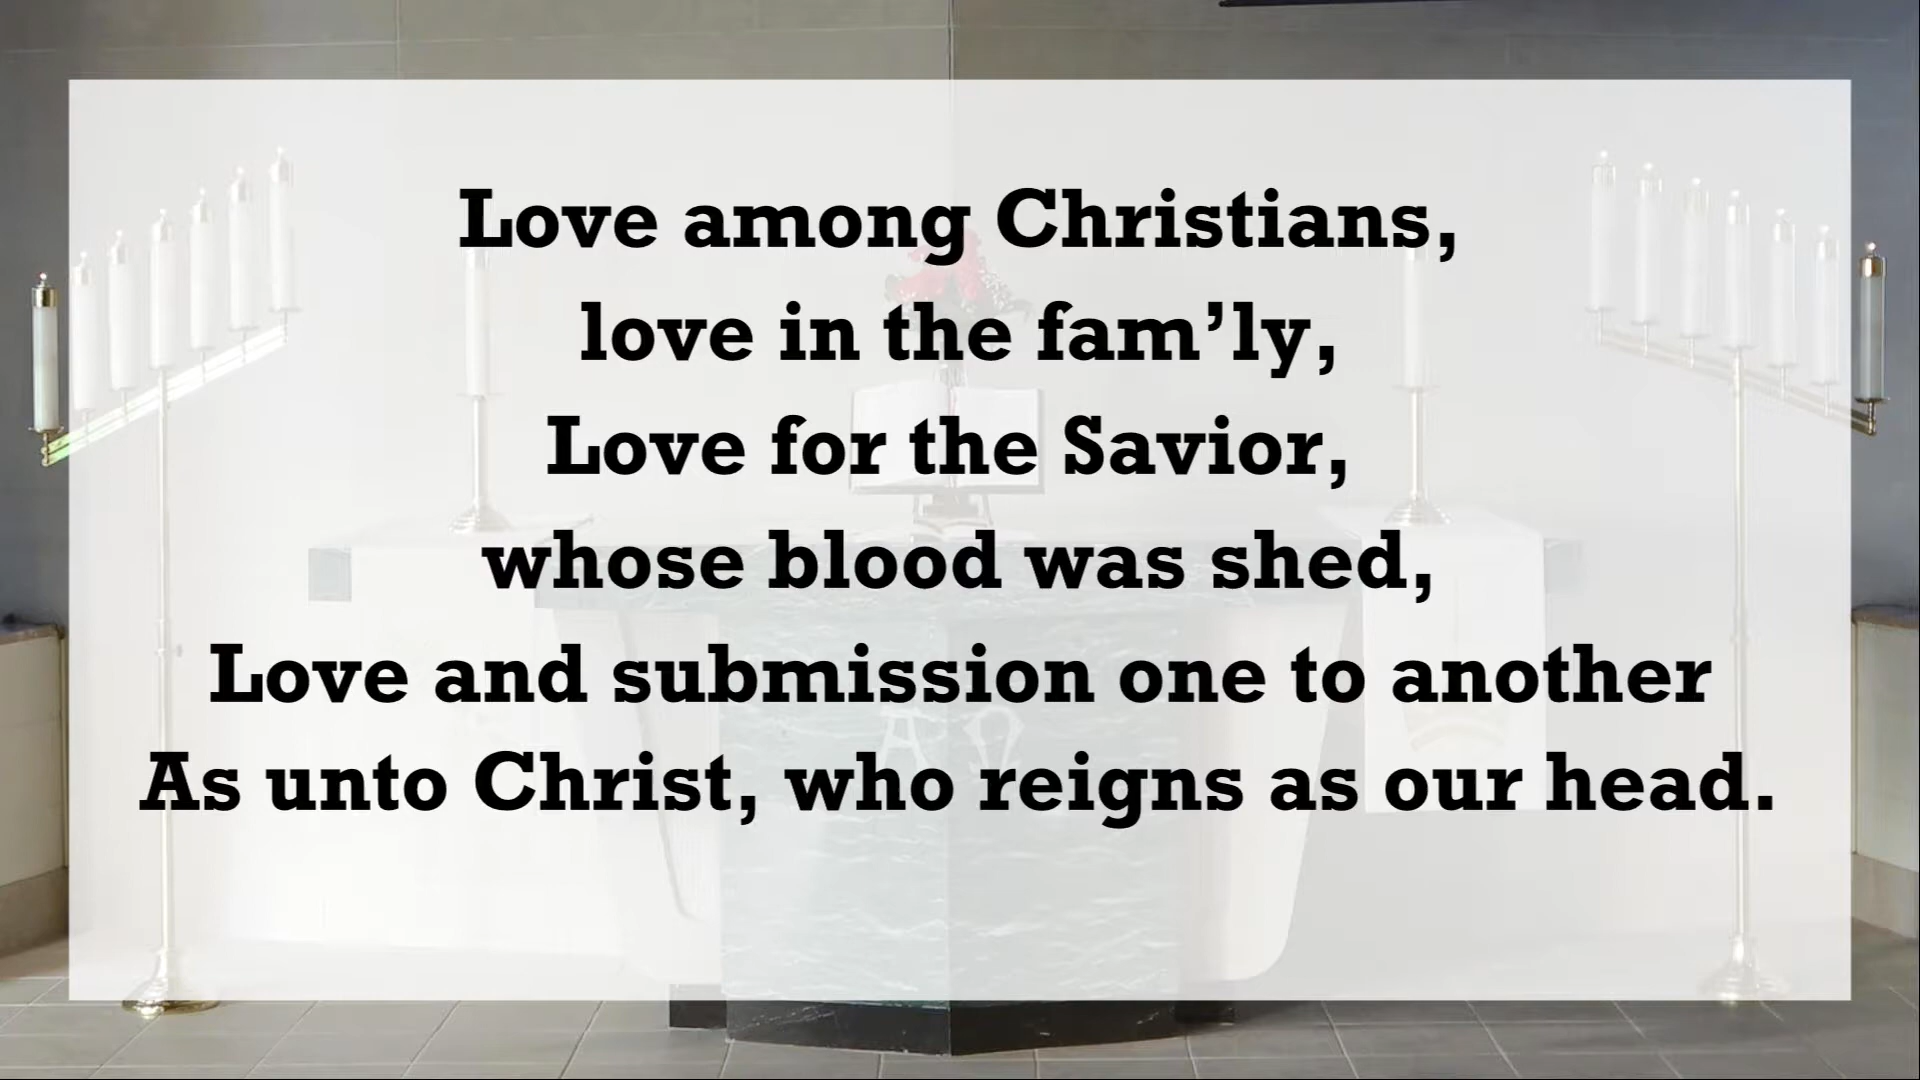 Love among Christians,
love in the fam’ly,
Love for the Savior,
whose blood was shed,
Love and submission one to another
As unto Christ, who reigns as our head.
Α Ω